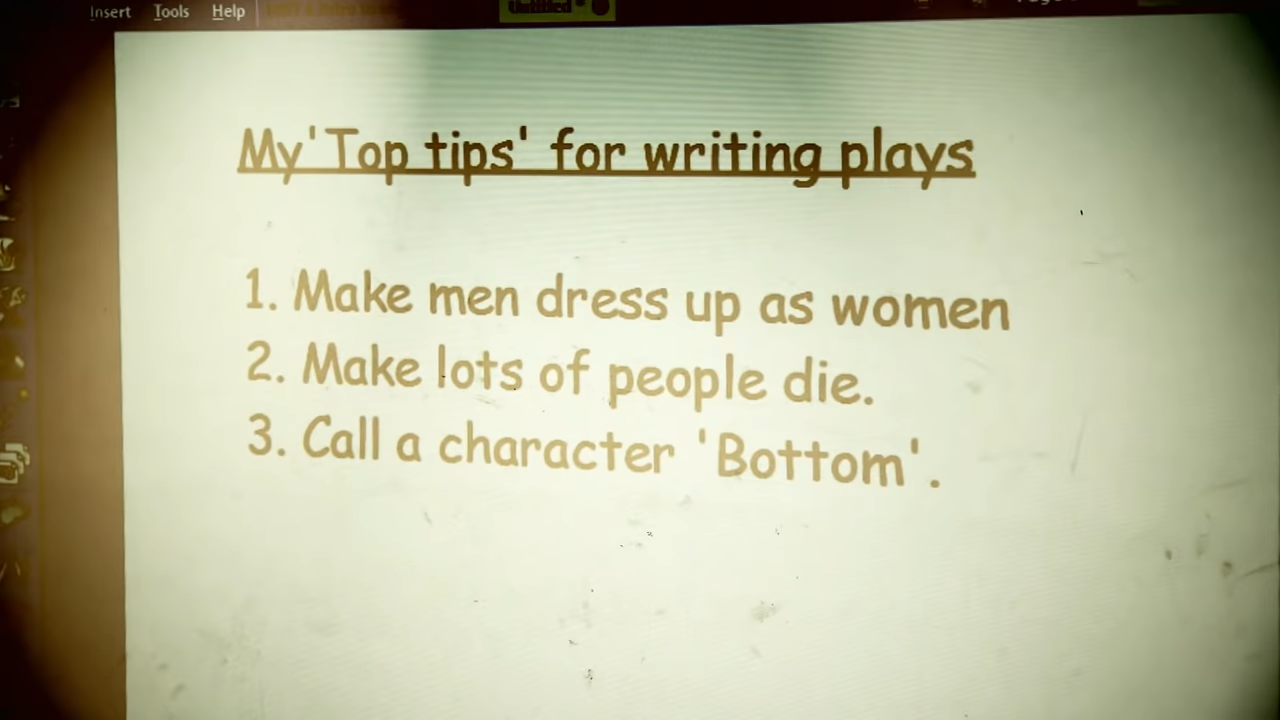 Insert Tools Help
My 'Top tips' for writing plays
1. Make men dress up as women
2. Make lots of people die.
3. Call a character 'Bottom'.